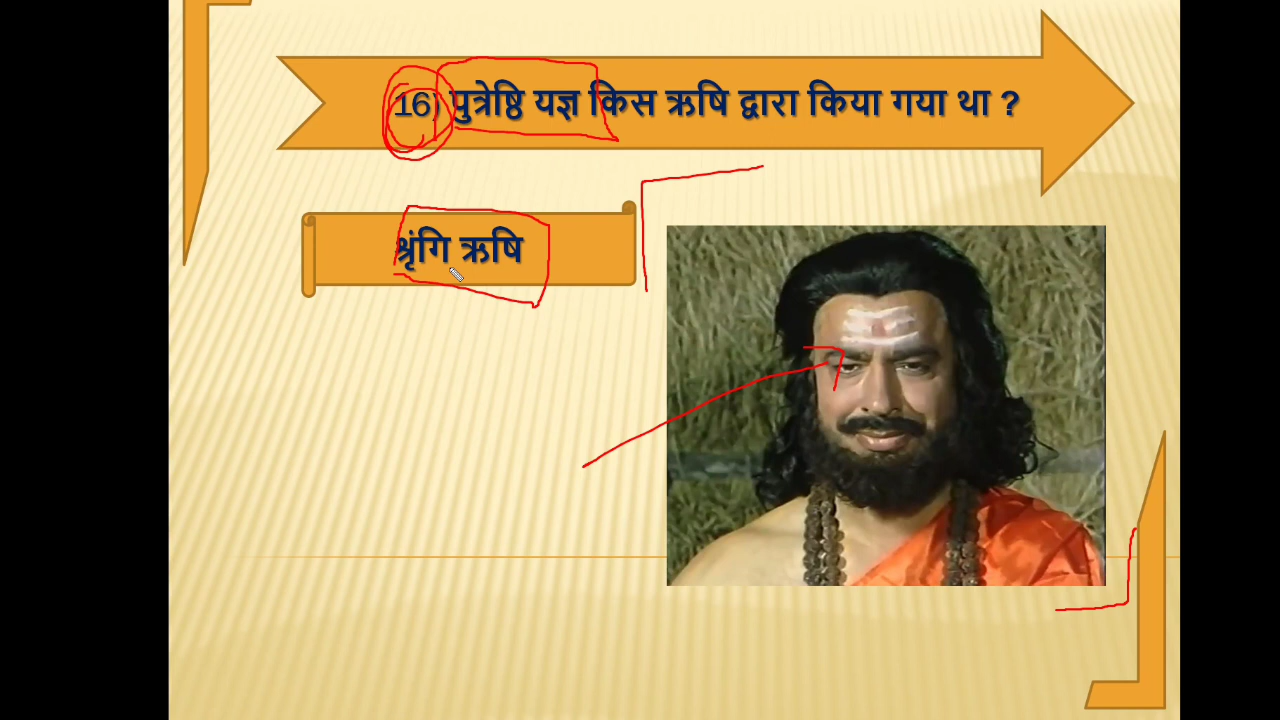 16) पुत्रेष्ठि यज्ञ किस ऋषि द्वारा किया गया था ?
श्रृंगि ऋषि